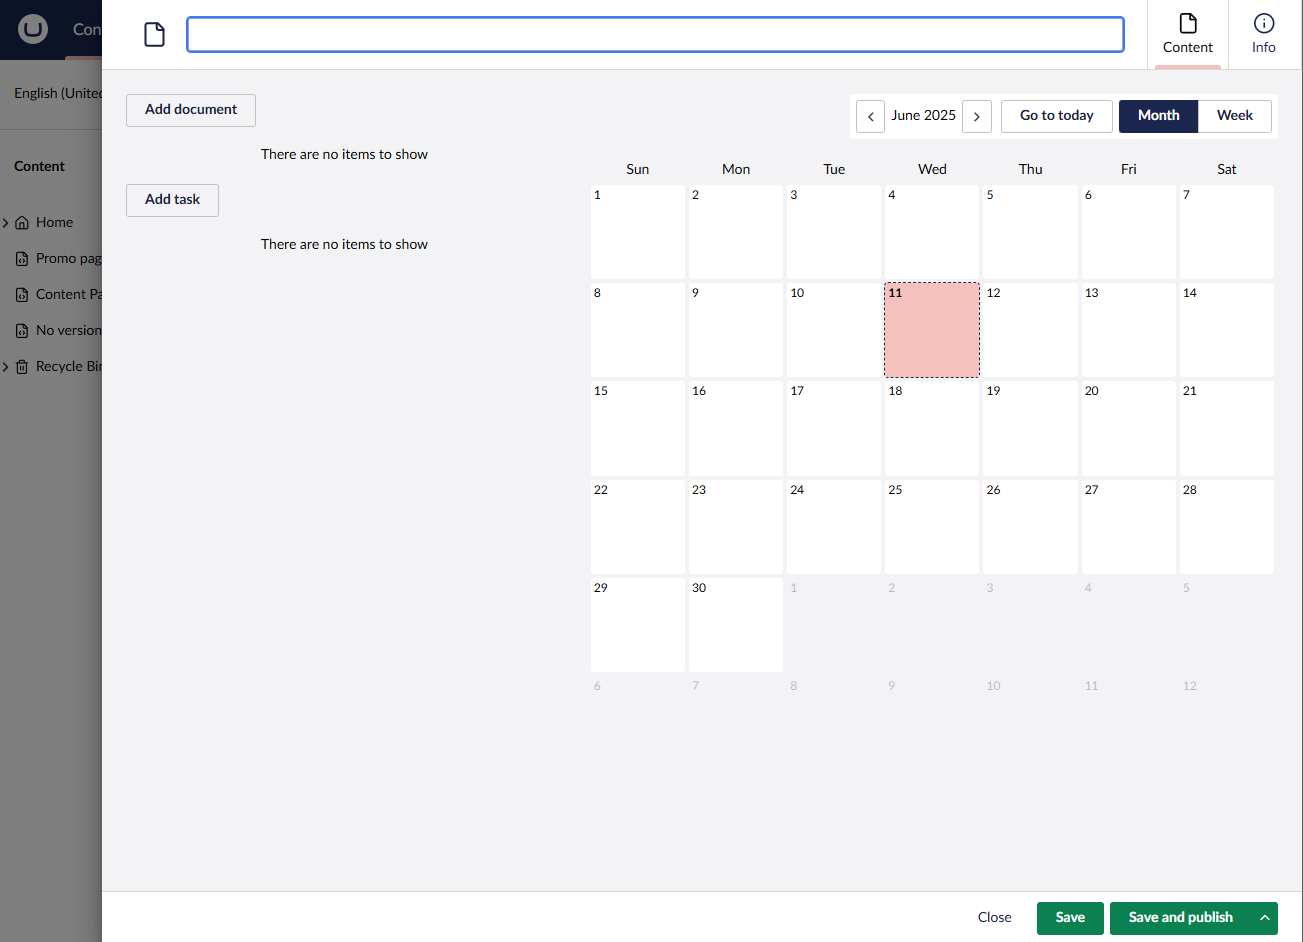 Con
Content
Info
English (United
Content
Home
Promo pag
Content Pa
No version
Recycle Bin
Add document
There are no items to show
Add task
There are no items to show
June 2025
Go to today
Month
Week
Sun Mon Tue Wed Thu Fri Sat
1 2 3 4 5 6 7
8 9 10 11 12 13 14
15 16 17 18 19 20 21
22 23 24 25 26 27 28
29 30 1 2 3 4 5
6 7 8 9 10 11 12
Close
Save
Save and publish